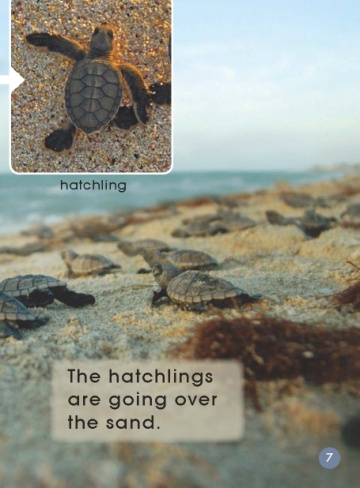 hatchling
The hatchlings
are going over
the sand.
7